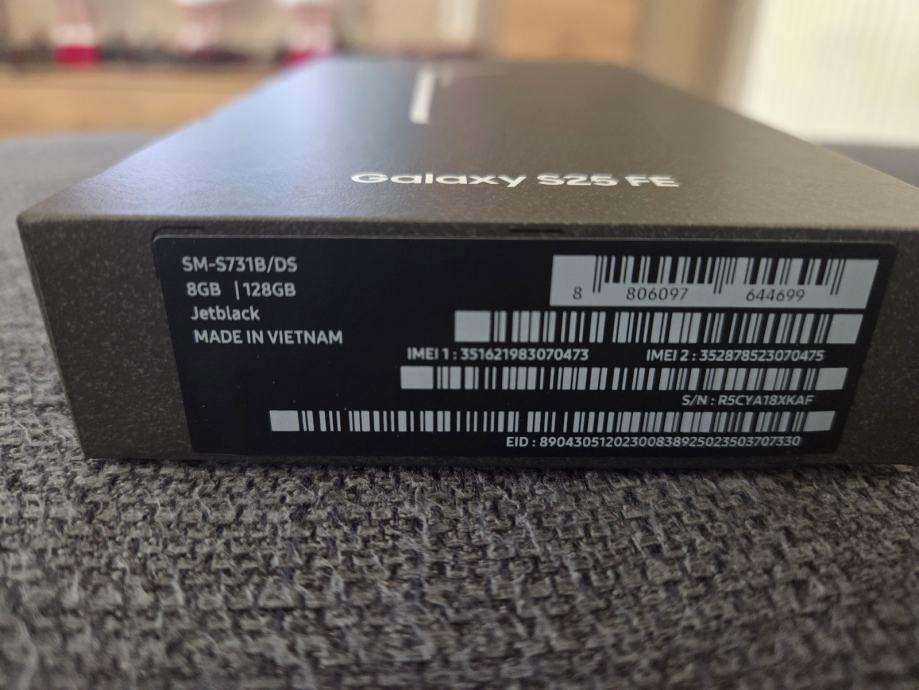 Galaxy S25 FE
SM-S731B/DS
8GB | 128GB
Jetblack
MADE IN VIETNAM
8 806097 644699
IMEI 1 : 351621983070473 IMEI 2 : 352878523070475
S/N : R5CYA18XKAF
EID : 89043051202300838925023503707330